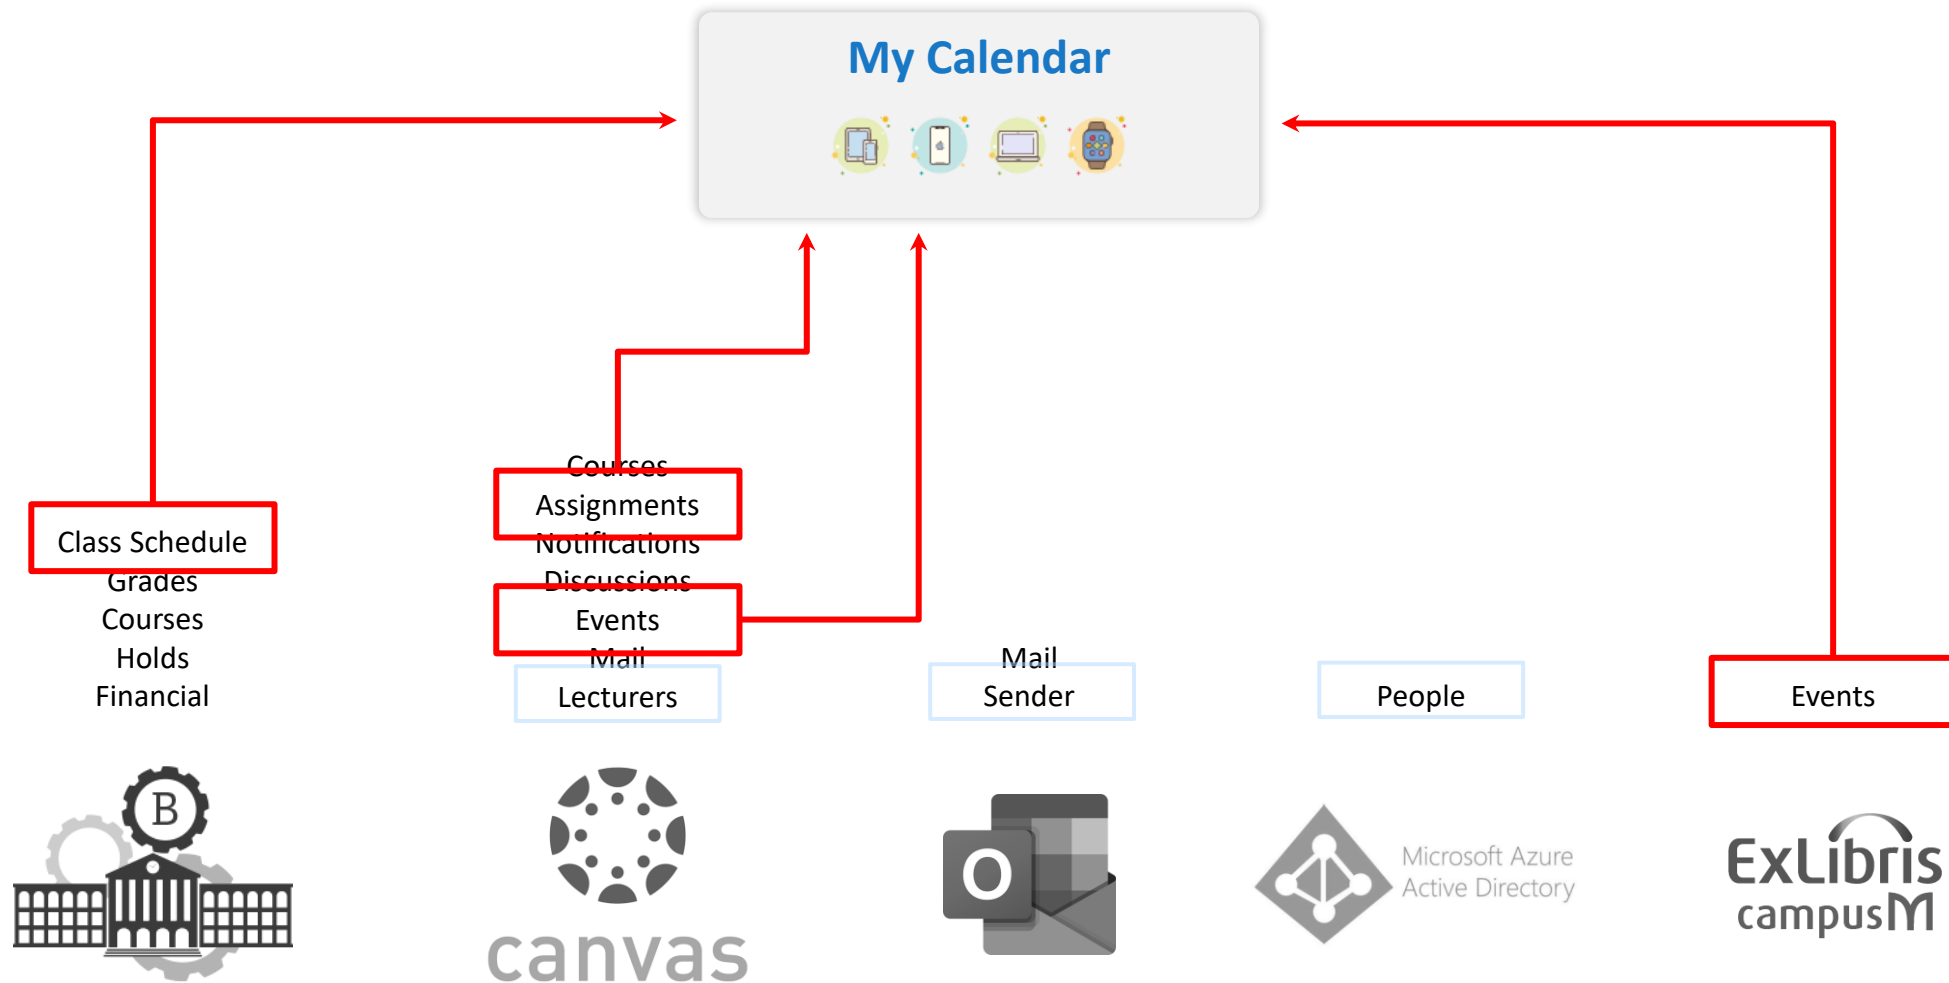 My Calendar
Class Schedule
Grades
Courses
Holds
Financial
Courses
Assignments
Notifications
Discussions
Events
Mail
Lecturers
Mail
Sender
People
Events
B
canvas
O
Microsoft Azure
Active Directory
ExLibris
campusM